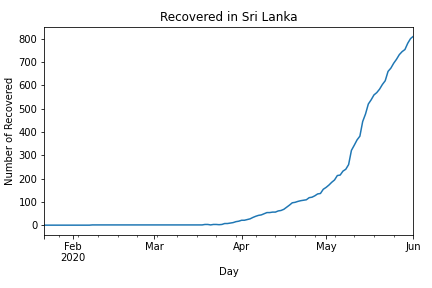 Recovered in Sri Lanka
800
700
600
500
400
300
200
100
0
Number of Recovered
Feb
2020
Mar
Apr
May
Jun
Day